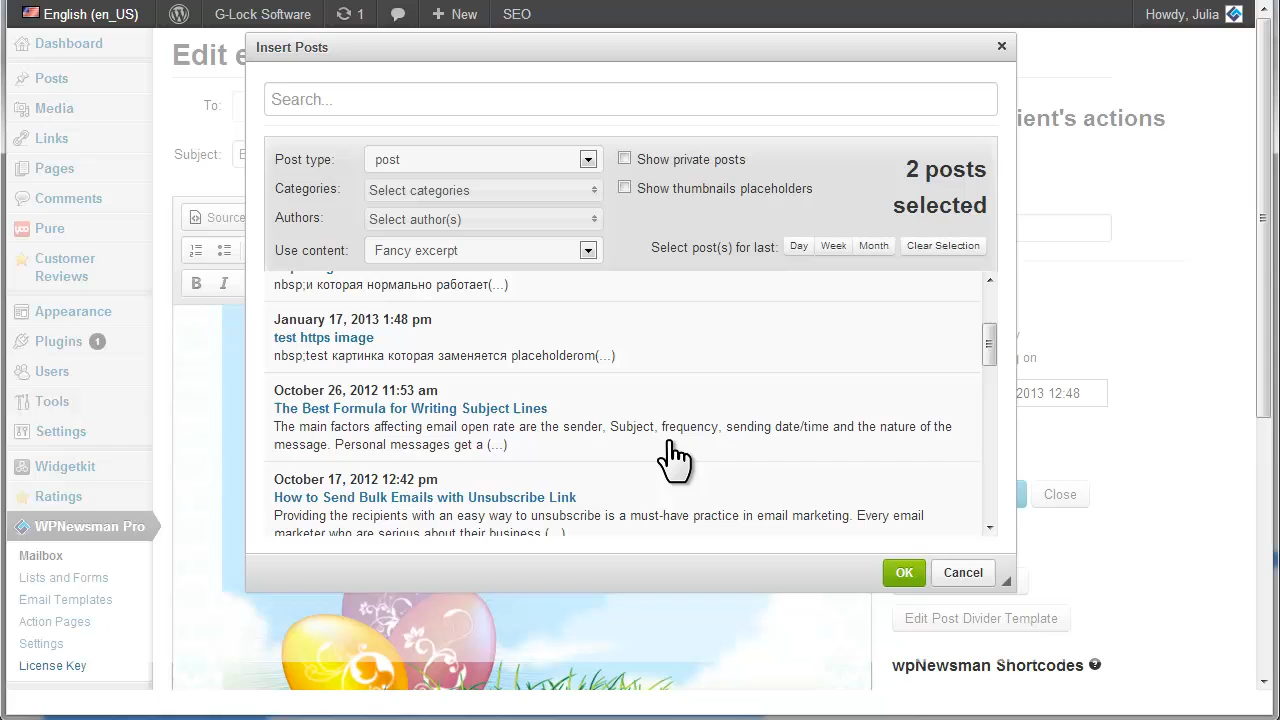 English (en_US)
G-Lock Software
1
New
SEO
Howdy, Julia
Dashboard
Posts
Media
Links
Pages
Comments
Pure
Customer
Reviews
Appearance
Plugins 1
Users
Tools
Settings
Widgetkit
Ratings
WPNewsman Pro
Mailbox
Lists and Forms
Email Templates
Action Pages
Settings
License Key
Edit e
To:
Subject:
E
Source
B I
Insert Posts
×
Search...
Post type:
post
Categories:
Select categories
Authors:
Select author(s)
Use content:
Fancy excerpt
Show private posts
Show thumbnails placeholders
2 posts
selected
Select post(s) for last:
Day
Week
Month
Clear Selection
nbsp;и которая нормально работает(...)
January 17, 2013 1:48 pm
test https image
nbsp;test картинка которая заменяется placeholderom(...)
October 26, 2012 11:53 am
The Best Formula for Writing Subject Lines
The main factors affecting email open rate are the sender, Subject, frequency, sending date/time and the nature of the
message. Personal messages get a (...)
October 17, 2012 12:42 pm
How to Send Bulk Emails with Unsubscribe Link
Providing the recipients with an easy way to unsubscribe is a must-have practice in email marketing. Every email
marketer who are serious about their business (...)
OK
Cancel
ient's actions
g on
2013 12:48
Close
Edit Post Divider Template
wpNewsman Shortcodes ?